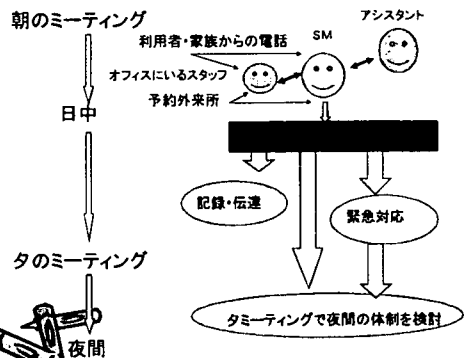 朝のミーティング
日中
夕のミーティング
夜間
アシスタント
SM
利用者・家族からの電話
オフィスにいるスタッフ
予約外来所
記録・伝達
緊急対応
夕ミーティングで夜間の体制を検討